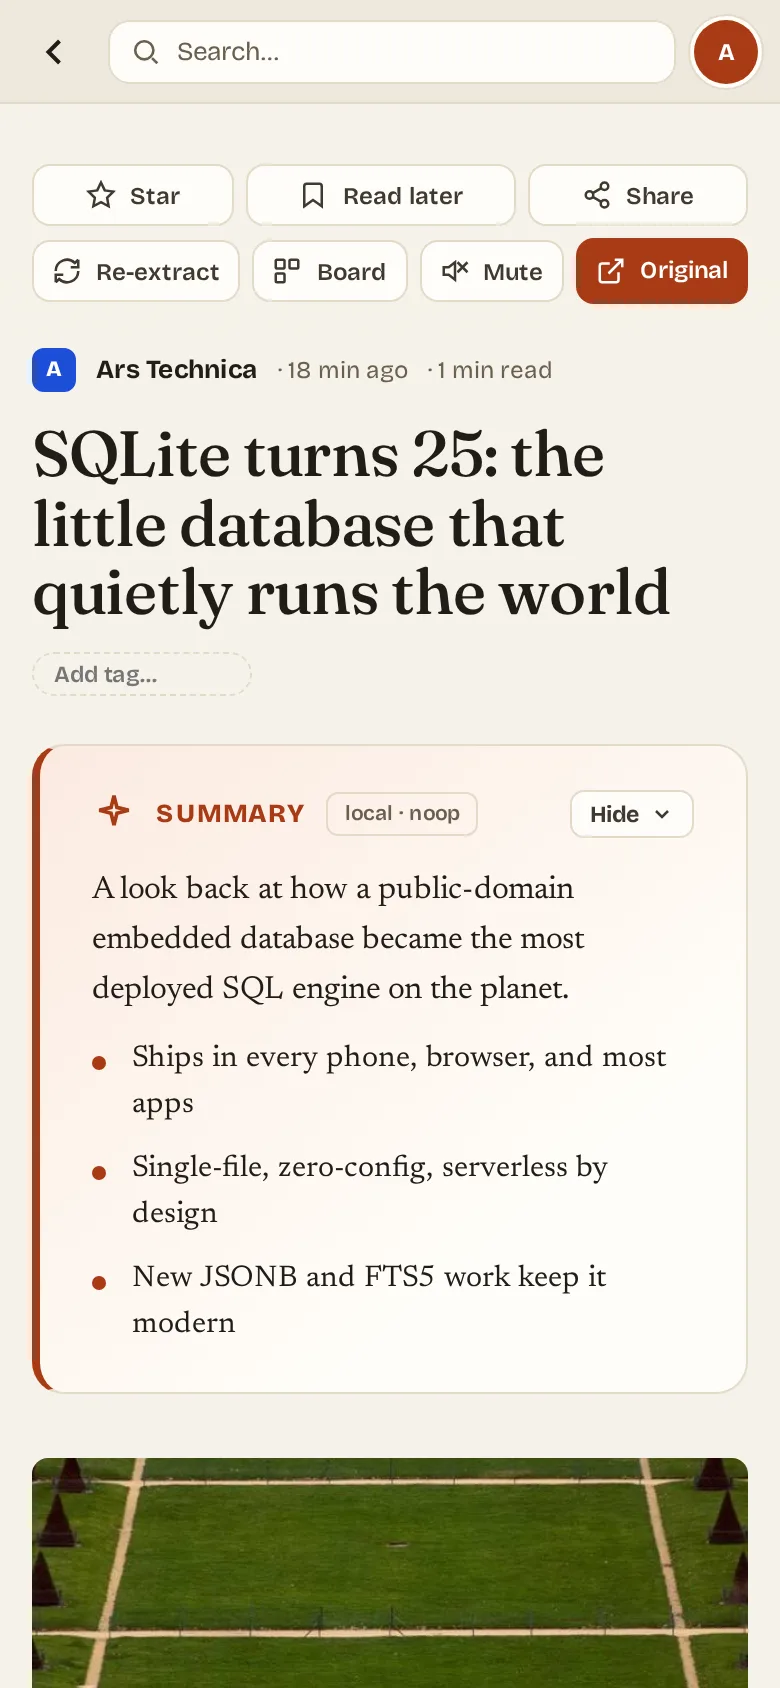 Search...
A
Star
Read later
Share
Re-extract
Board
Mute
Original
A
Ars Technica · 18 min ago · 1 min read
SQLite turns 25: the
little database that
quietly runs the world
Add tag...
SUMMARY
local · noop
Hide
A look back at how a public-domain
embedded database became the most
deployed SQL engine on the planet.
Ships in every phone, browser, and most
apps
Single-file, zero-config, serverless by
design
New JSONB and FTS5 work keep it
modern